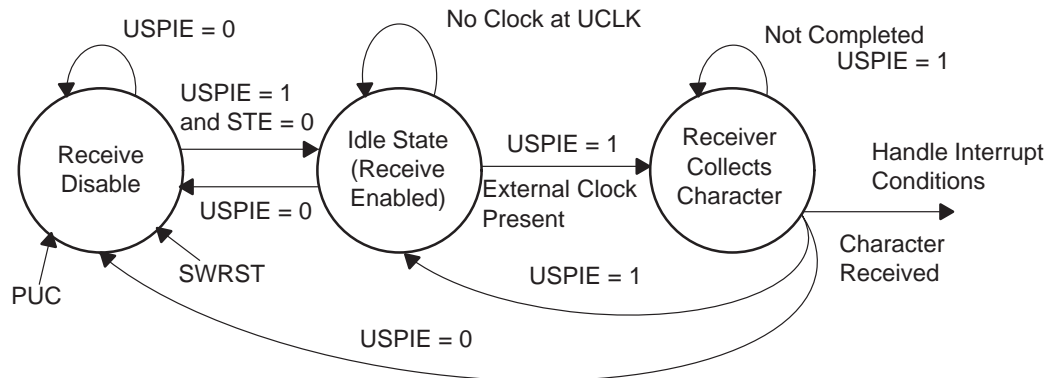 USPIE = 0
No Clock at UCLK
Not Completed
USPIE = 1
USPIE = 1
and STE = 0
Receive
Disable
Idle State
(Receive
Enabled)
USPIE = 1
External Clock
Present
Receiver
Collects
Character
Handle Interrupt
Conditions
Character
Received
USPIE = 0
SWRST
PUC
USPIE = 1
USPIE = 0